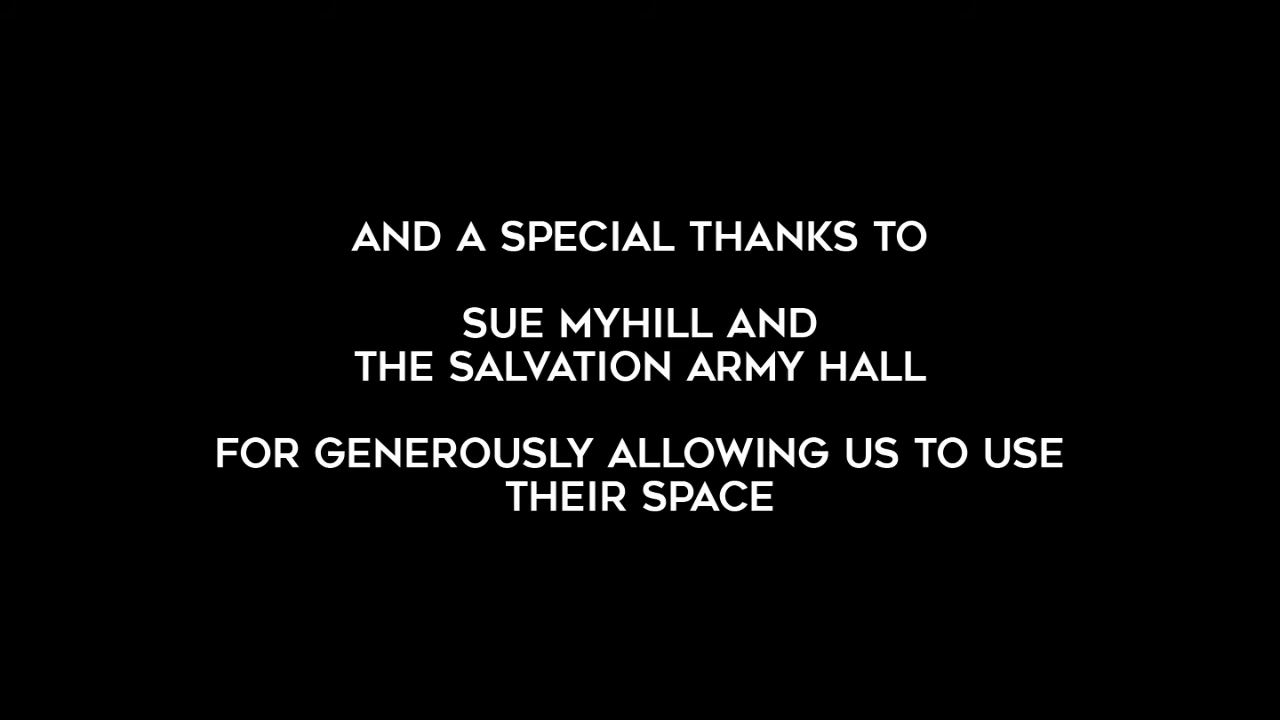 AND A SPECIAL THANKS TO
SUE MYHILL AND
THE SALVATION ARMY HALL
FOR GENEROUSLY ALLOWING US TO USE
THEIR SPACE